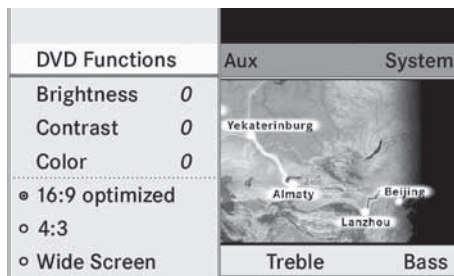 DVD Functions
Aux System
Brightness 0
Contrast 0
Color 0
16:9 optimized
4:3
Wide Screen
Yekaterinburg
Almaty
Beijing
Lanzhou
Treble Bass